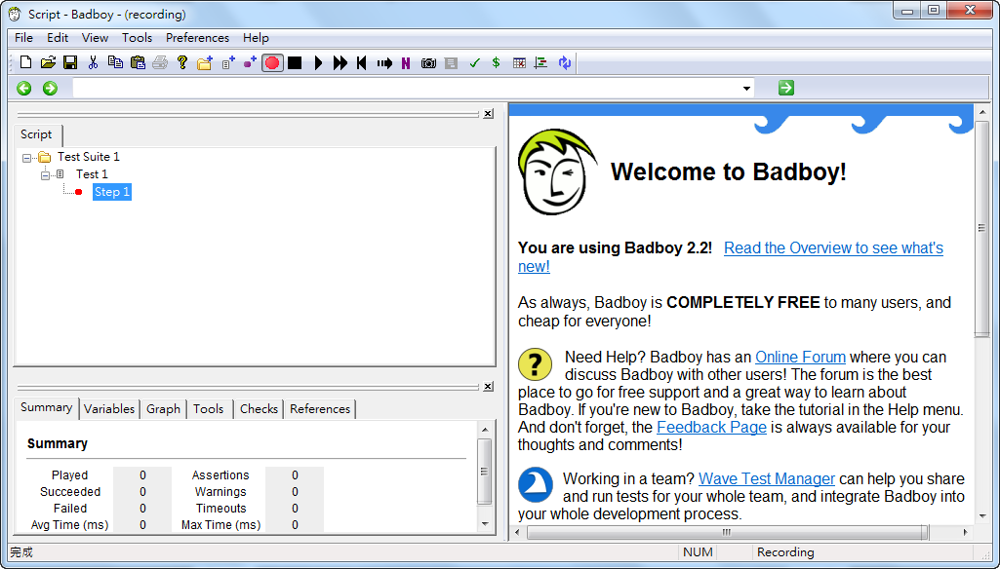 Script - Badboy - (recording)
File Edit View Tools Preferences Help
Script
Test Suite 1
Test 1
Step 1
Summary Variables Graph Tools Checks References
Summary
Played 0 Assertions 0
Succeeded 0 Warnings 0
Failed 0 Timeouts 0
Avg Time (ms) 0 Max Time (ms) 0
Welcome to Badboy!
You are using Badboy 2.2! Read the Overview to see what's
new!
As always, Badboy is COMPLETELY FREE to many users, and
cheap for everyone!
Need Help? Badboy has an Online Forum where you can
discuss Badboy with other users! The forum is the best
place to go for free support and a great way to learn about
Badboy. If you're new to Badboy, take the tutorial in the Help menu.
And don't forget, the Feedback Page is always available for your
thoughts and comments!
Working in a team? Wave Test Manager can help you share
and run tests for your whole team, and integrate Badboy into
your whole development process.
完成 NUM Recording